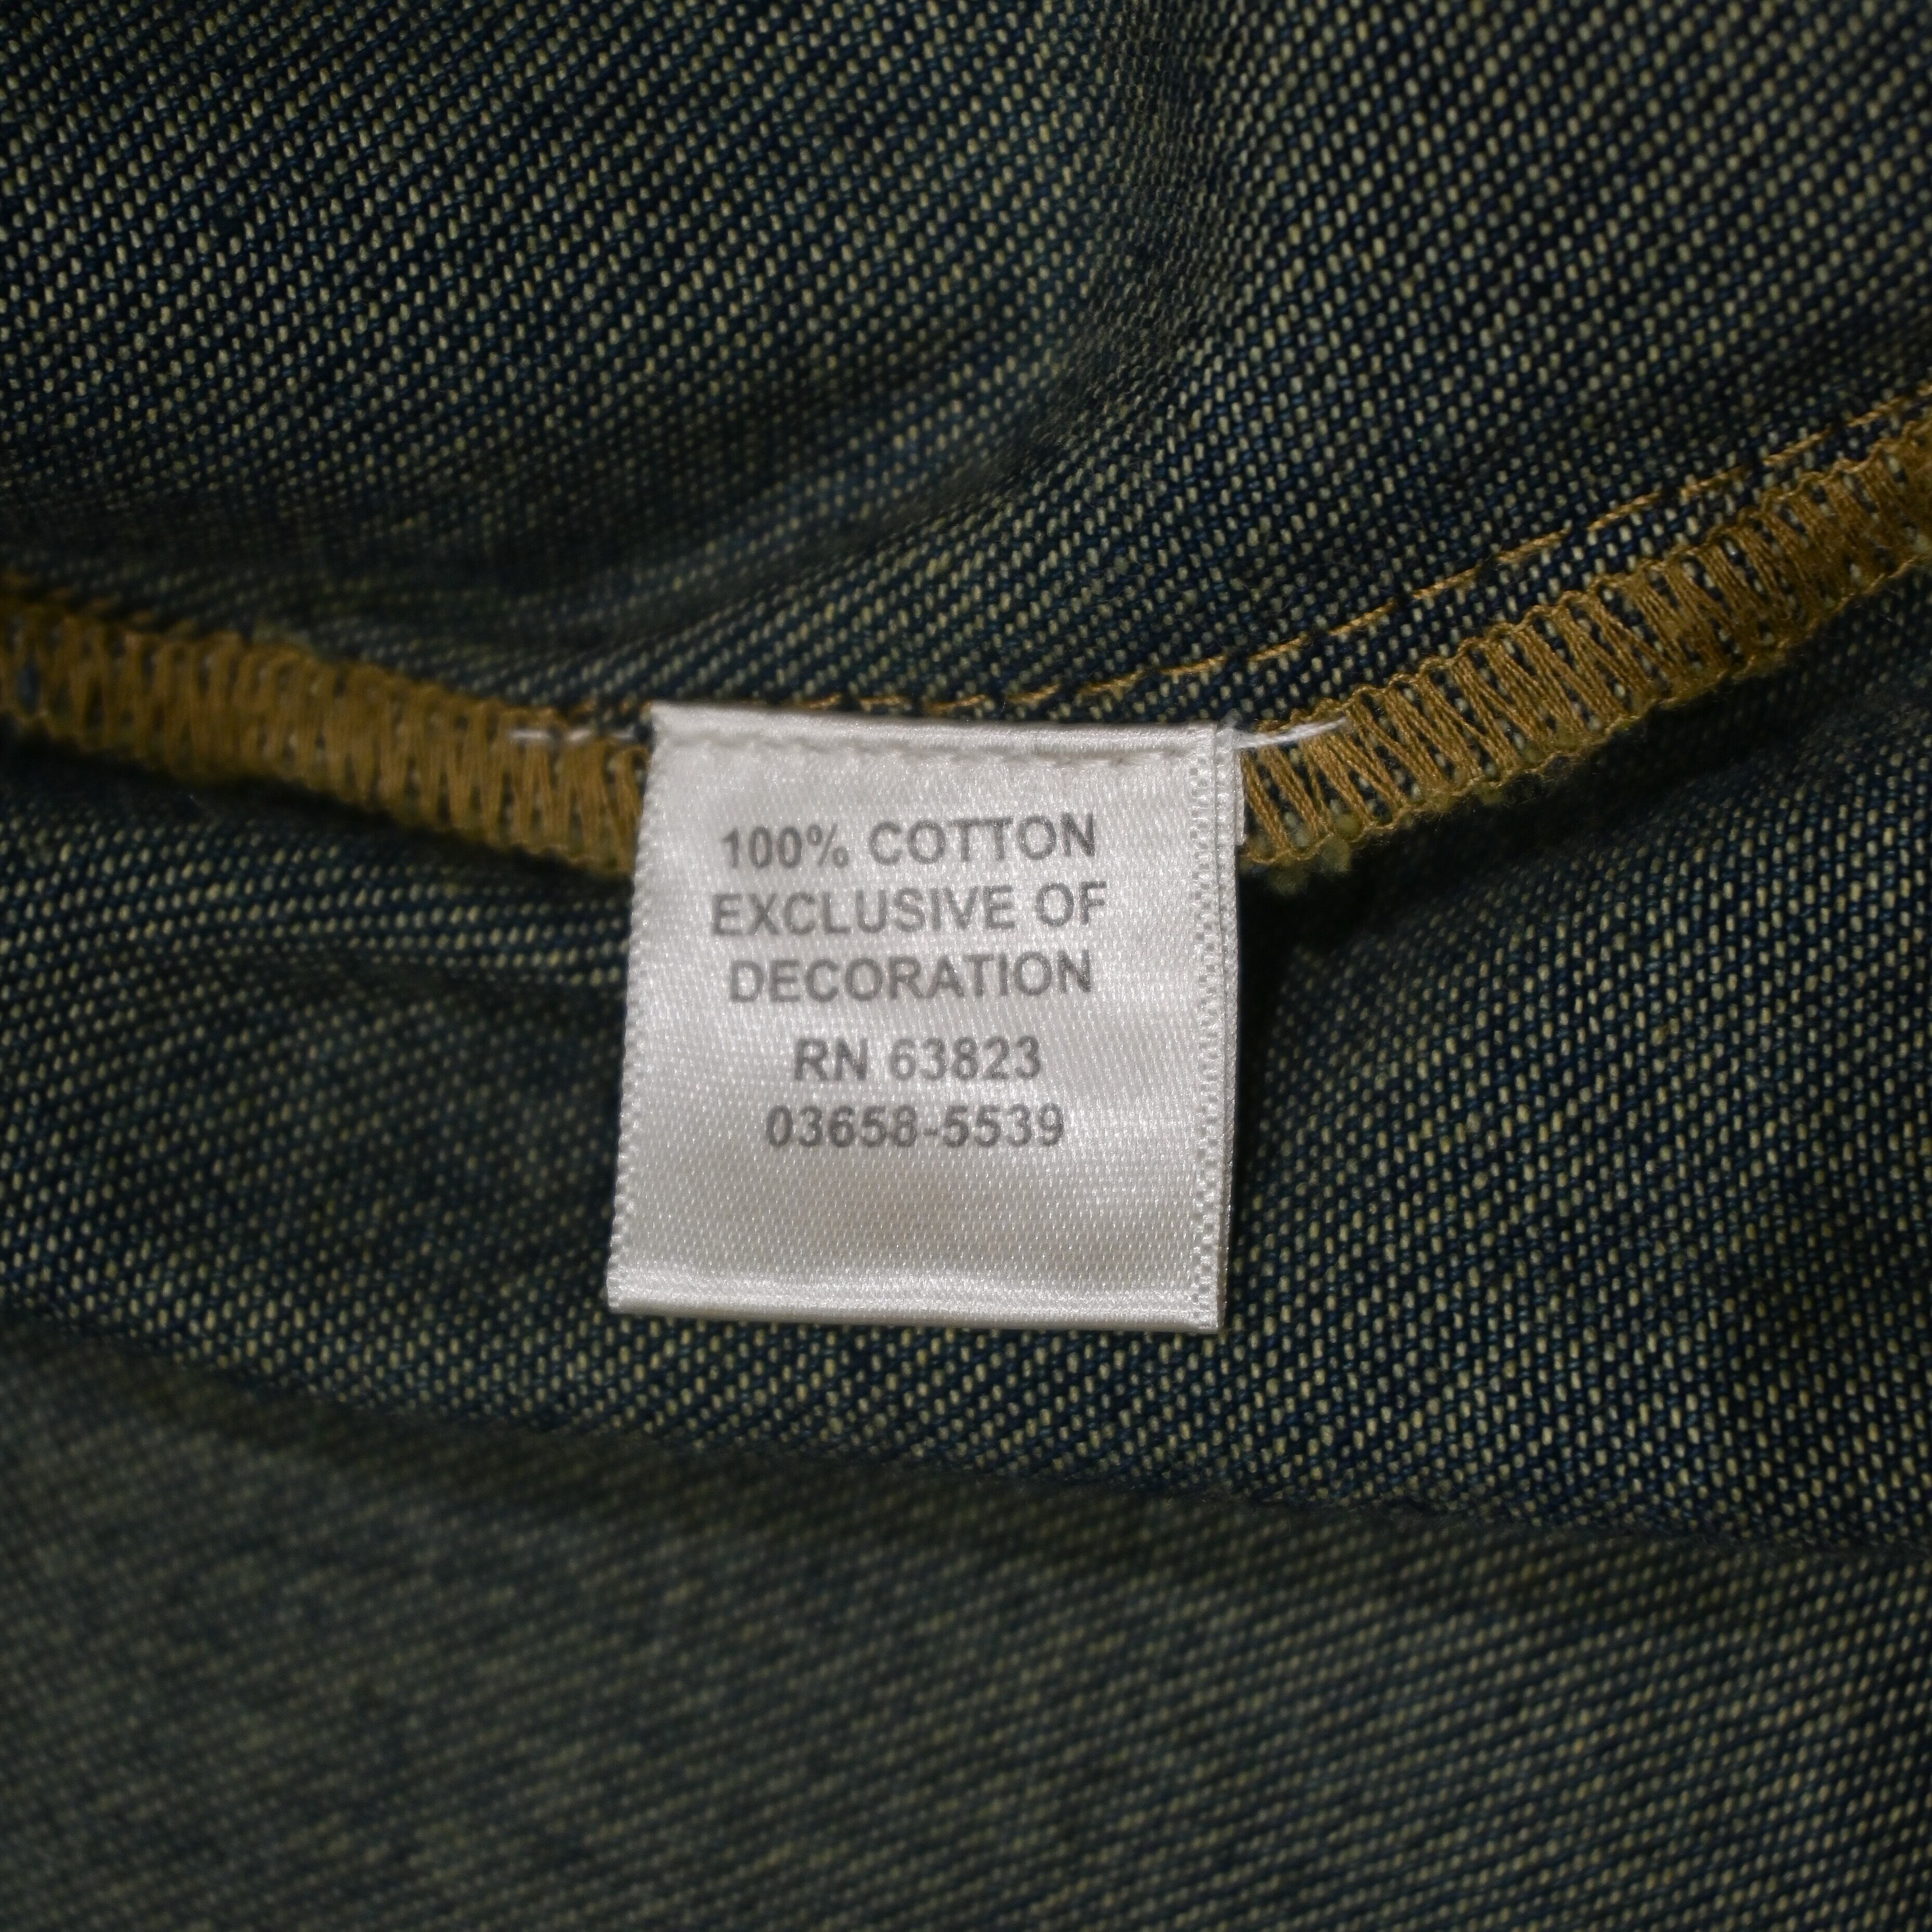 100% COTTON
EXCLUSIVE OF
DECORATION
RN 63823
03658-5539